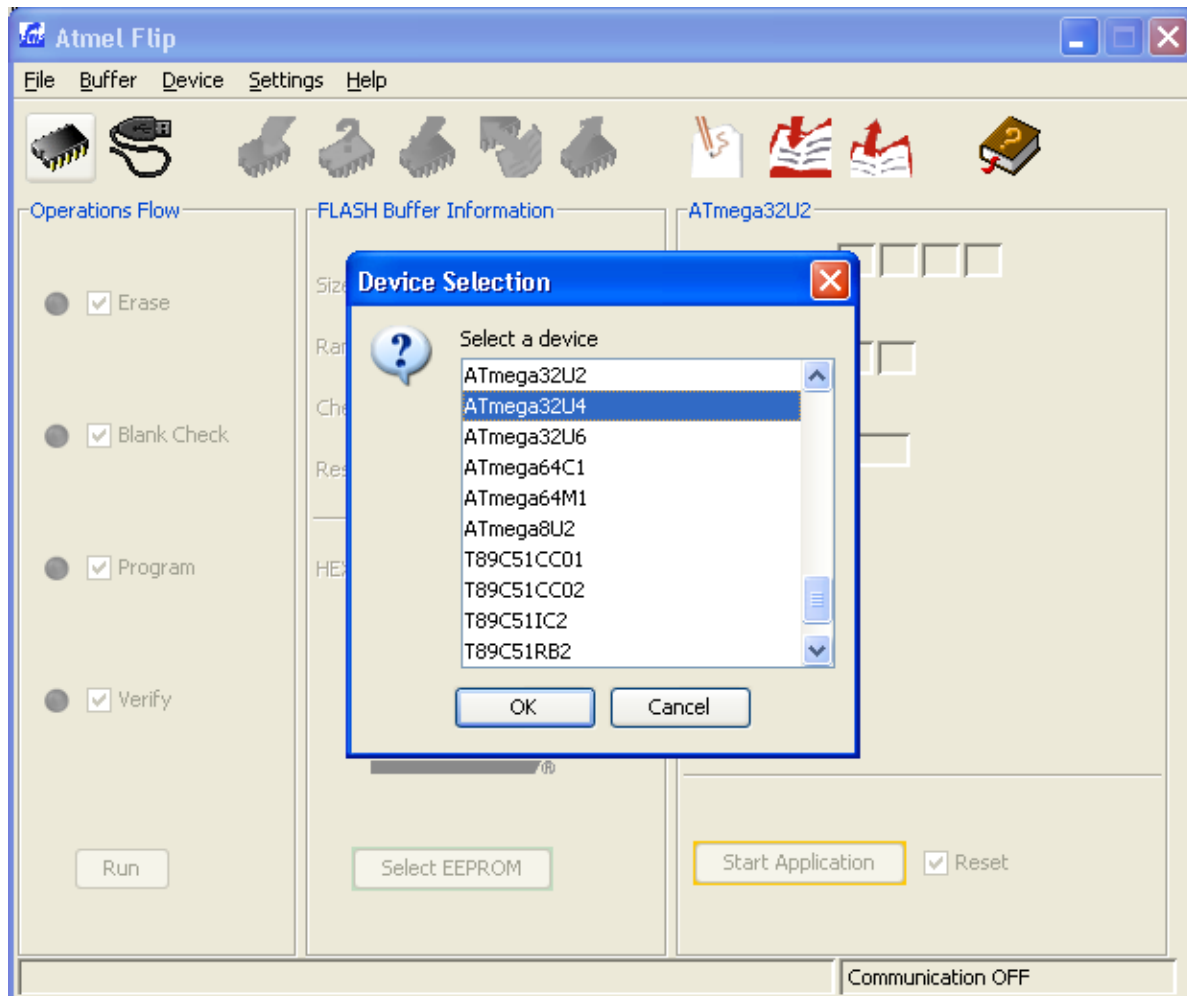 Atmel Flip
File Buffer Device Settings Help
Operations Flow
FLASH Buffer Information
ATmega32U2
Erase
Blank Check
Program
Verify
Run
Size
HEX
Device Selection
Select a device
ATmega32U2
ATmega32U4
ATmega32U6
ATmega64C1
ATmega64M1
ATmega8U2
T89C51CC01
T89C51CC02
T89C51IC2
T89C51RB2
OK Cancel
®
Select EEPROM
Start Application Reset
Communication OFF